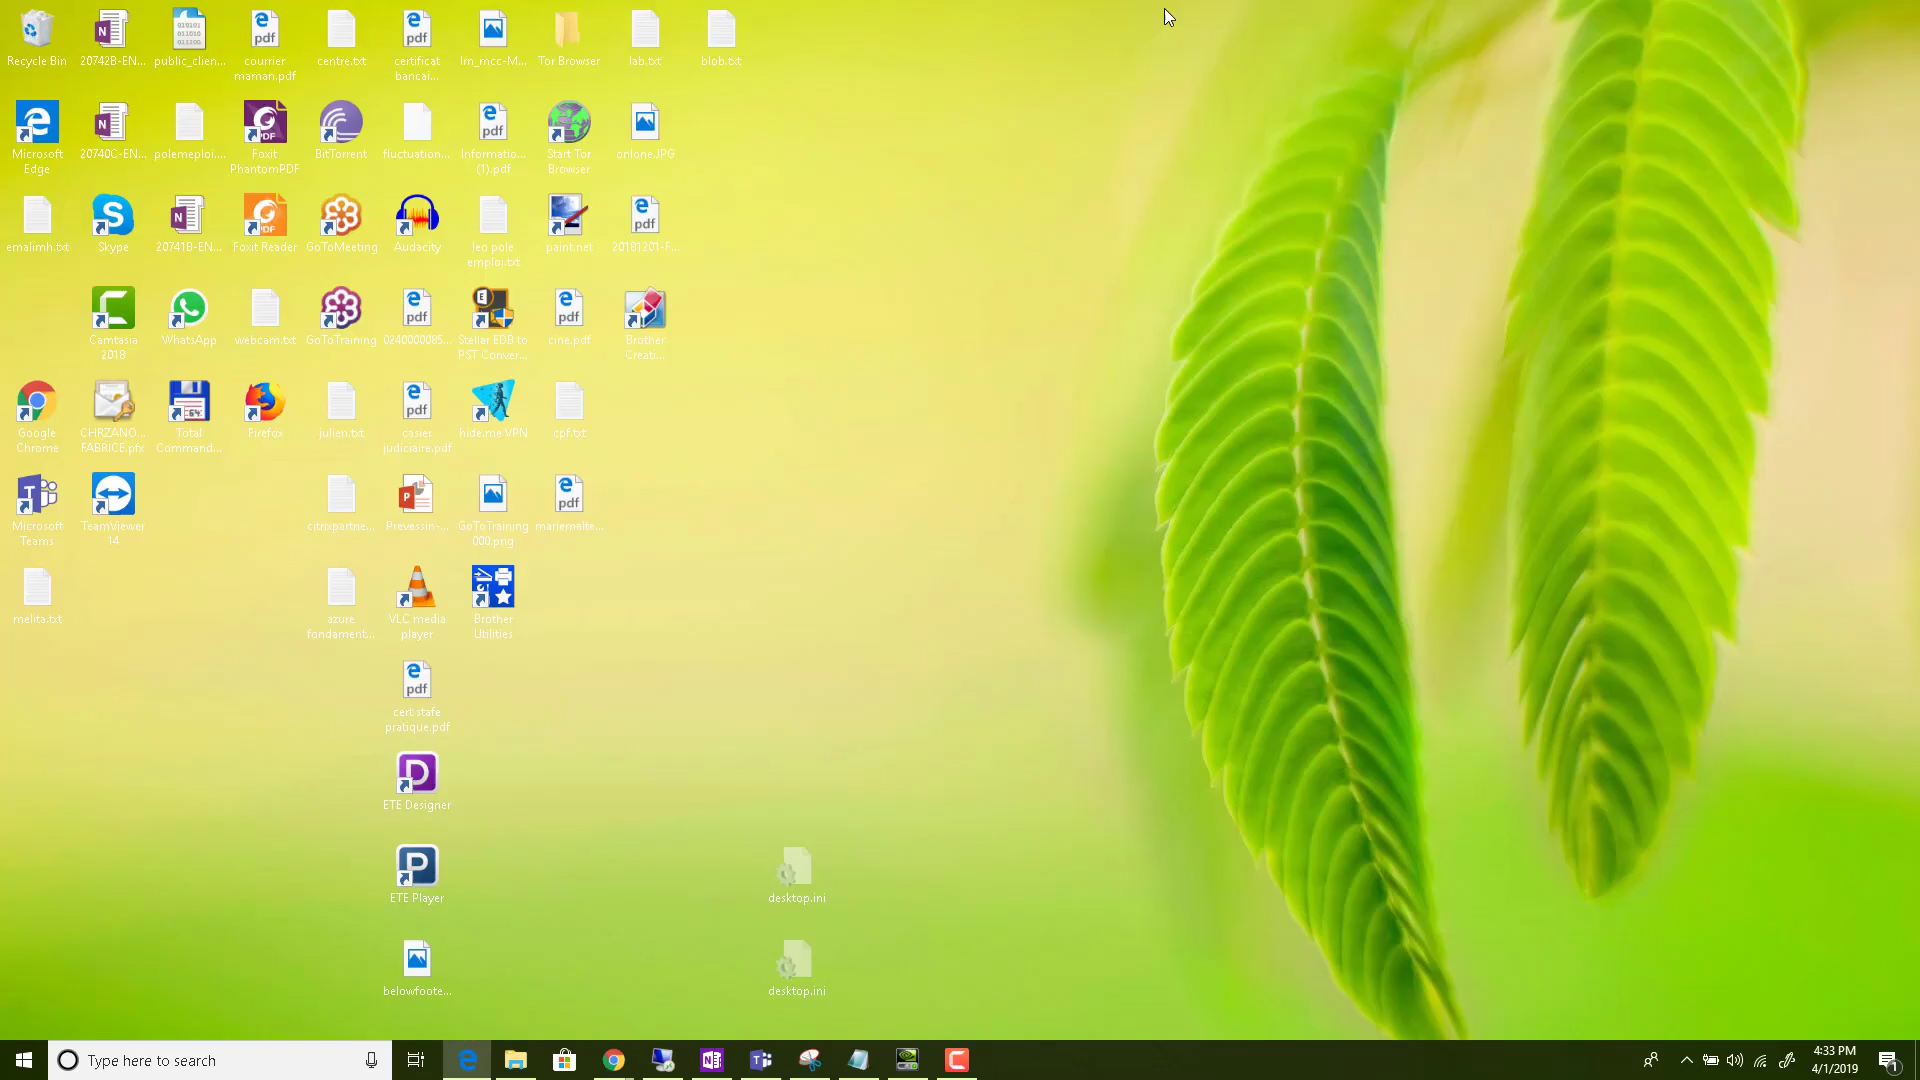 Recycle Bin
20742B-EN...
public_clien...
courrier
maman.pdf
centre.txt
certificat
bancai...
lm_mcc-M...
Tor Browser
lab.txt
blob.txt
Microsoft
Edge
20740C-EN...
polemeploi....
Foxit
PhantomPDF
BitTorrent
fluctuation...
Informatio...
(1).pdf
Start Tor
Browser
onlone.JPG
emalimh.txt
Skype
20741B-EN...
Foxit Reader
GoToMeeting
Audacity
leo pole
emploi.txt
paint.net
20181201-F...
Camtasia
2018
WhatsApp
webcam.txt
GoToTraining
0240000085...
Stellar EDB to
PST Conver...
cine.pdf
Brother
Creati...
Google
Chrome
CHRZANO...
FABRICE.pfx
Total
Command...
Firefox
julien.txt
casier
judiciaire.pdf
hide.me VPN
cpf.txt
Microsoft
Teams
TeamViewer
14
citrixpartne...
Prevessin-...
GoToTraining
000.png
mariemalte...
melita.txt
azure
fondament...
VLC media
player
Brother
Utilities
cert stafe
pratique.pdf
ETE Designer
ETE Player
desktop.ini
belowfoote...
desktop.ini
Type here to search
4:33 PM
4/1/2019
1